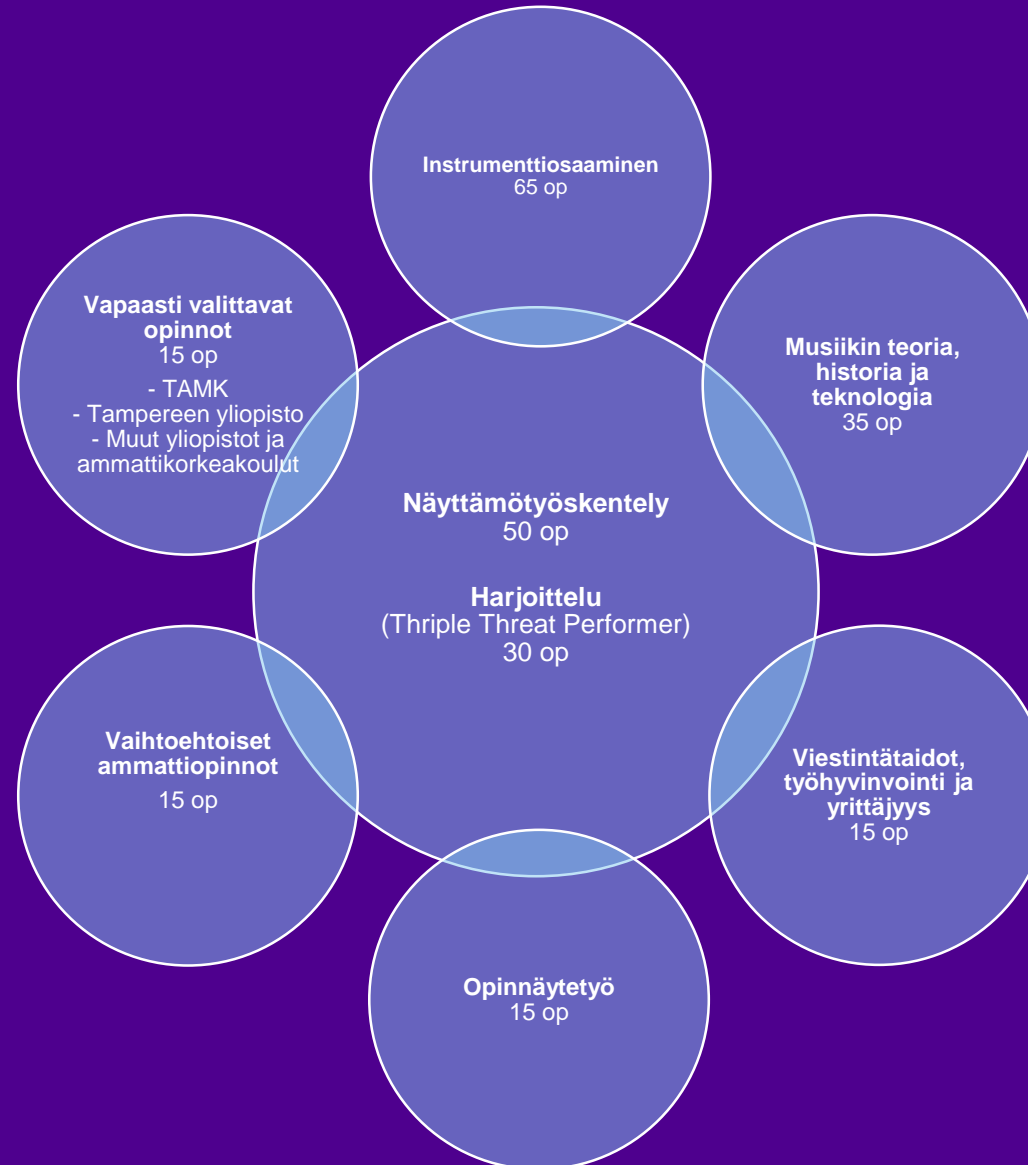 Instrumenttiosaaminen
65 op
Vapaasti valittavat
opinnot
15 op
- TAMK
- Tampereen yliopisto
- Muut yliopistot ja
ammattikorkeakoulut
Musiikin teoria,
historia ja
teknologia
35 op
Näyttämötyöskentely
50 op
Harjoittelu
(Thriple Threat Performer)
30 op
Vaihtoehtoiset
ammattiopinnot
15 op
Viestintätaidot,
työhyvinvointi ja
yrittäjyys
15 op
Opinnäytetyö
15 op